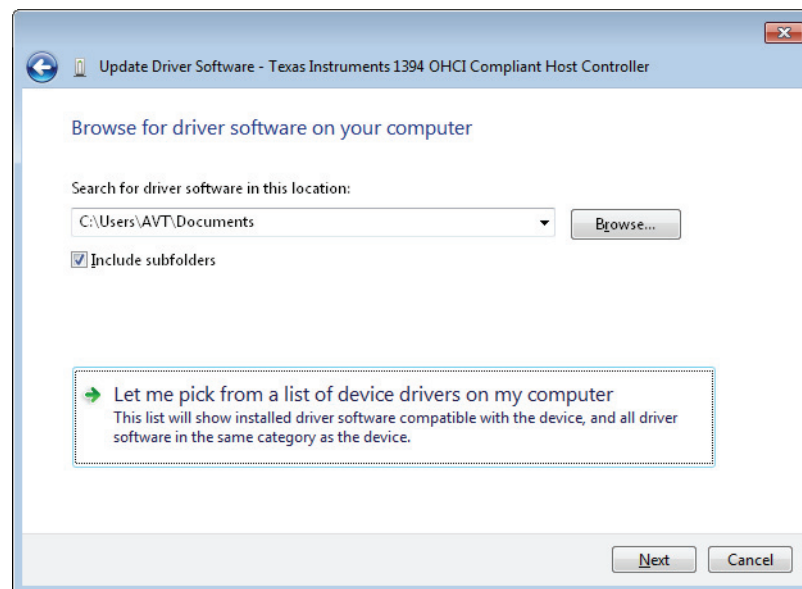 Update Driver Software - Texas Instruments 1394 OHCI Compliant Host Controller
Browse for driver software on your computer
Search for driver software in this location:
C:\Users\AVT\Documents
Browse...
Include subfolders
Let me pick from a list of device drivers on my computer
This list will show installed driver software compatible with the device, and all driver
software in the same category as the device.
Next
Cancel